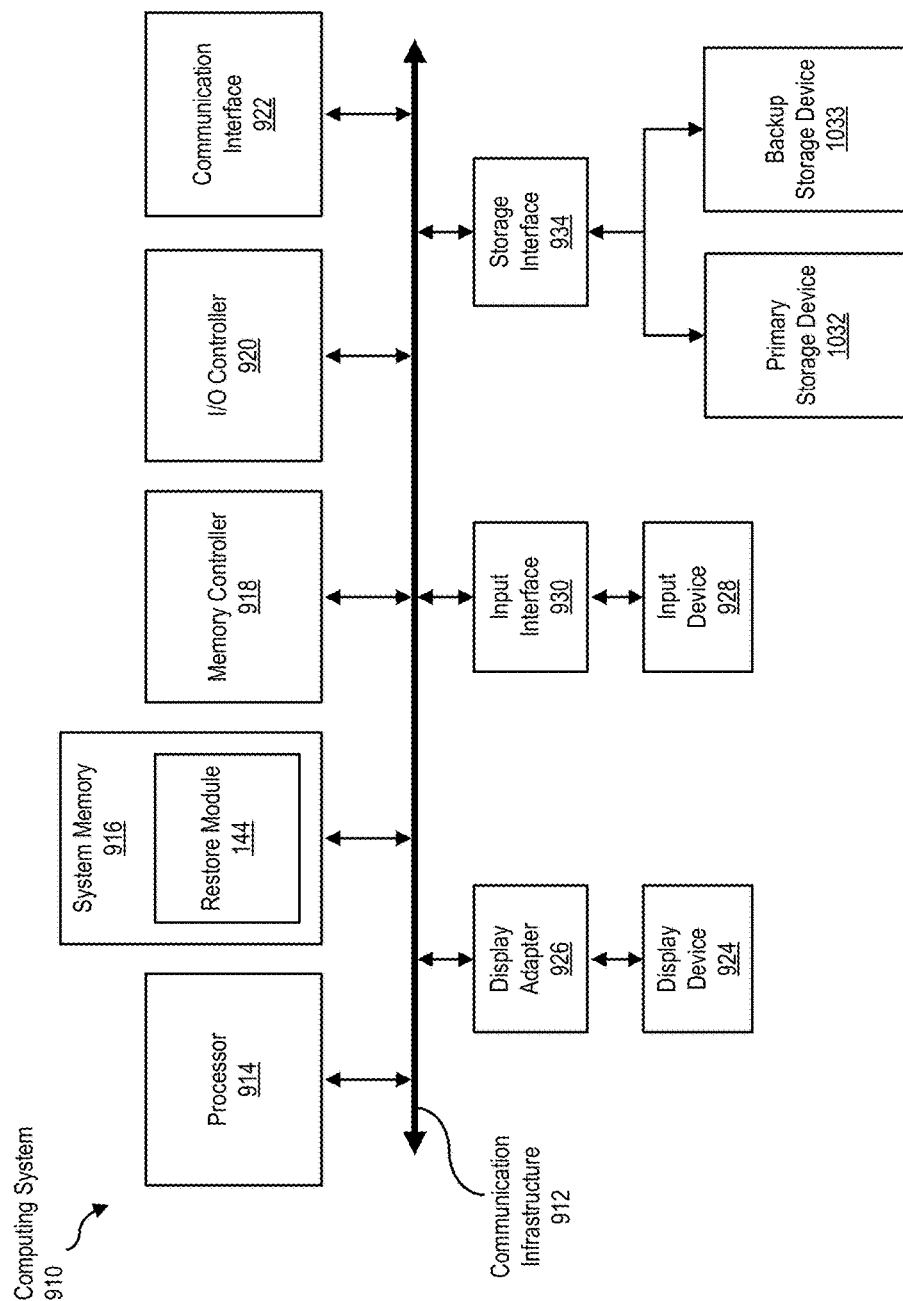 Computing System
910
Processor
914
System Memory
916
Restore Module
144
Memory Controller
918
I/O Controller
920
Communication
Interface
922
Communication
Infrastructure
912
Display
Adapter
926
Input
Interface
930
Storage
Interface
934
Display
Device
924
Input
Device
928
Primary
Storage Device
1032
Backup
Storage Device
1033